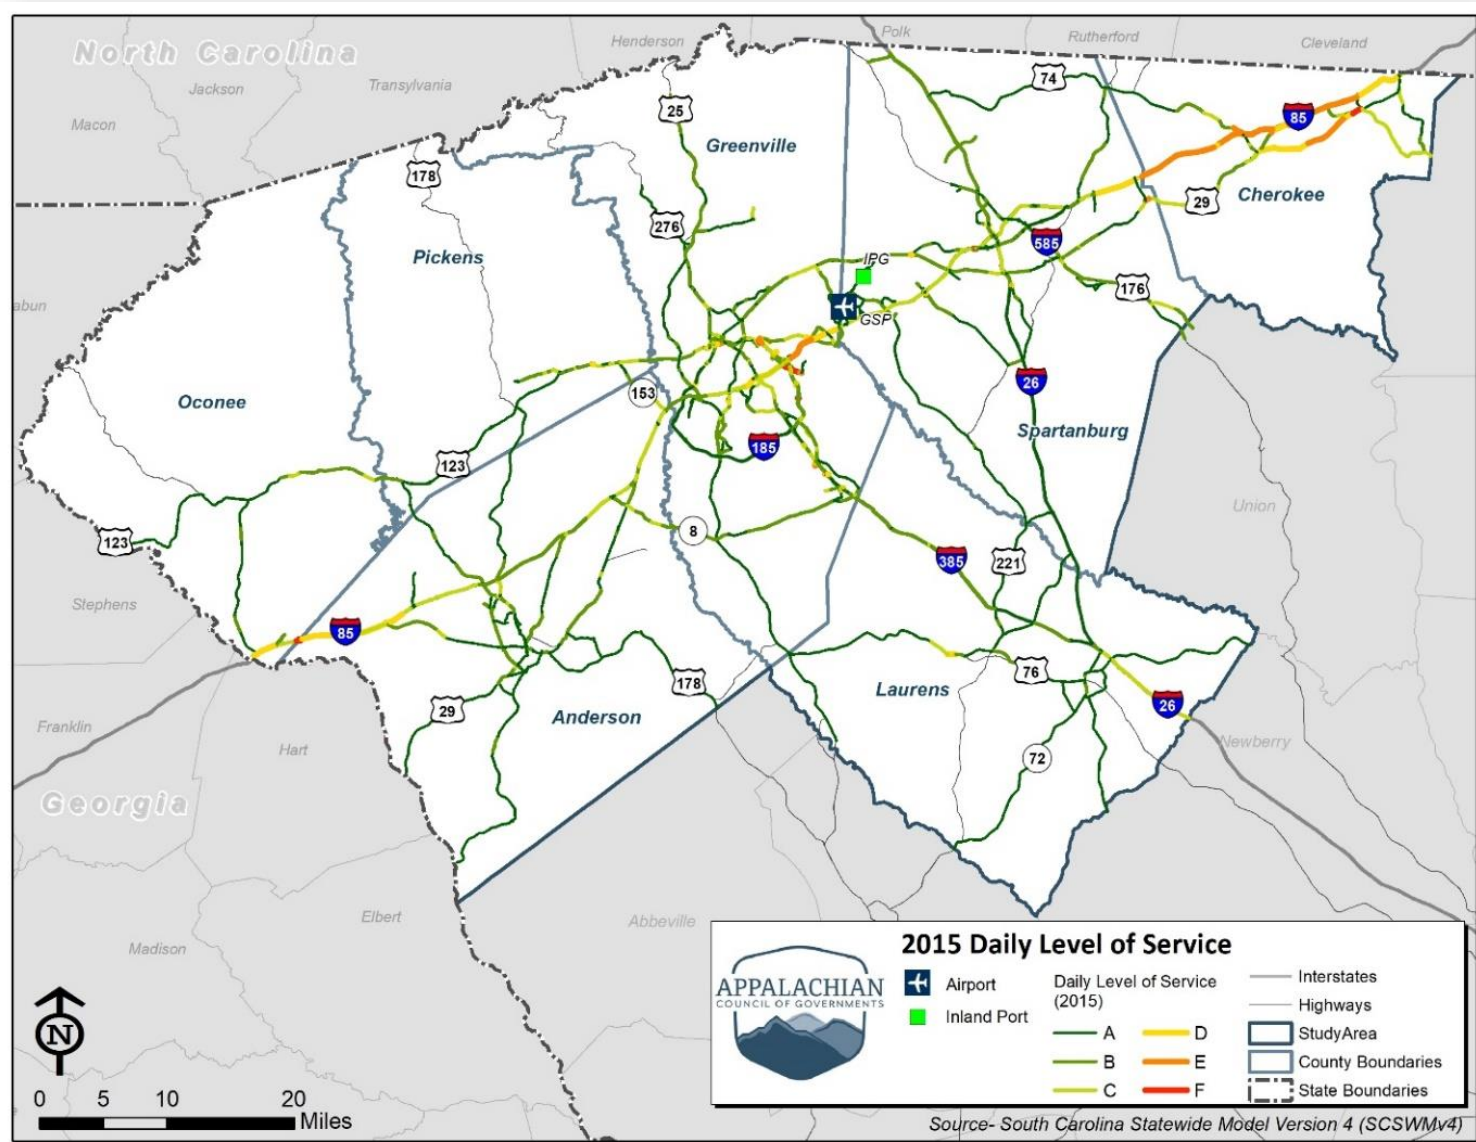 North Carolina
Henderson
Polk
Rutherford
Cleveland
Jackson
Transylvania
Macon
74
25
85
Greenville
178
29
Cherokee
276
585
Pickens
IPG
176
abun
GSP
26
153
Oconee
Spartanburg
185
123
Union
8
123
385
221
Stephens
85
76
178
Laurens
26
29
Anderson
Franklin
Hart
Newberry
72
Georgia
Elbert
Abbeville
Madison
2015 Daily Level of Service
APPALACHIAN
COUNCIL OF GOVERNMENTS
Airport
Inland Port
Daily Level of Service
(2015)
A
B
C
D
E
F
Interstates
Highways
StudyArea
County Boundaries
State Boundaries
N
0 5 10 20
Miles
Source- South Carolina Statewide Model Version 4 (SCSWMv4)